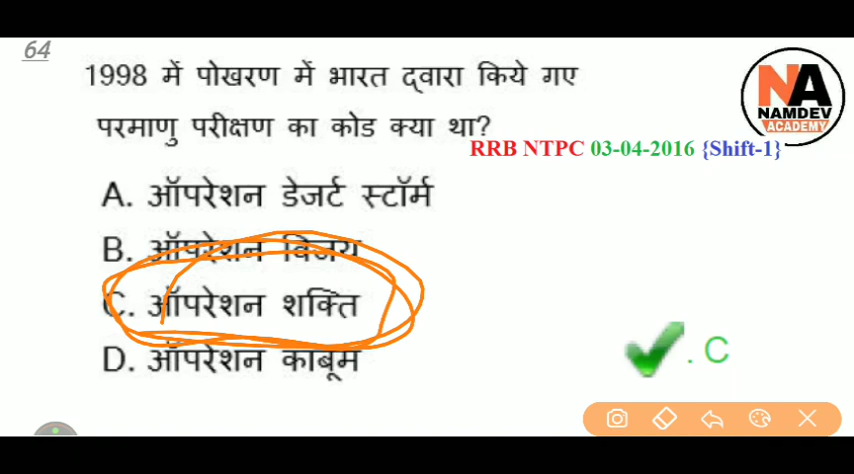 64
1998 में पोखरण में भारत द्वारा किये गए
परमाणु परीक्षण का कोड क्या था?
NA
NAMDEV
ACADEMY
RRB NTPC 03-04-2016 {Shift-1}
A. ऑपरेशन डेजर्ट स्टॉर्म
B. ऑपरेशन विजय
C. ऑपरेशन शक्ति
D. ऑपरेशन काबूम
. C